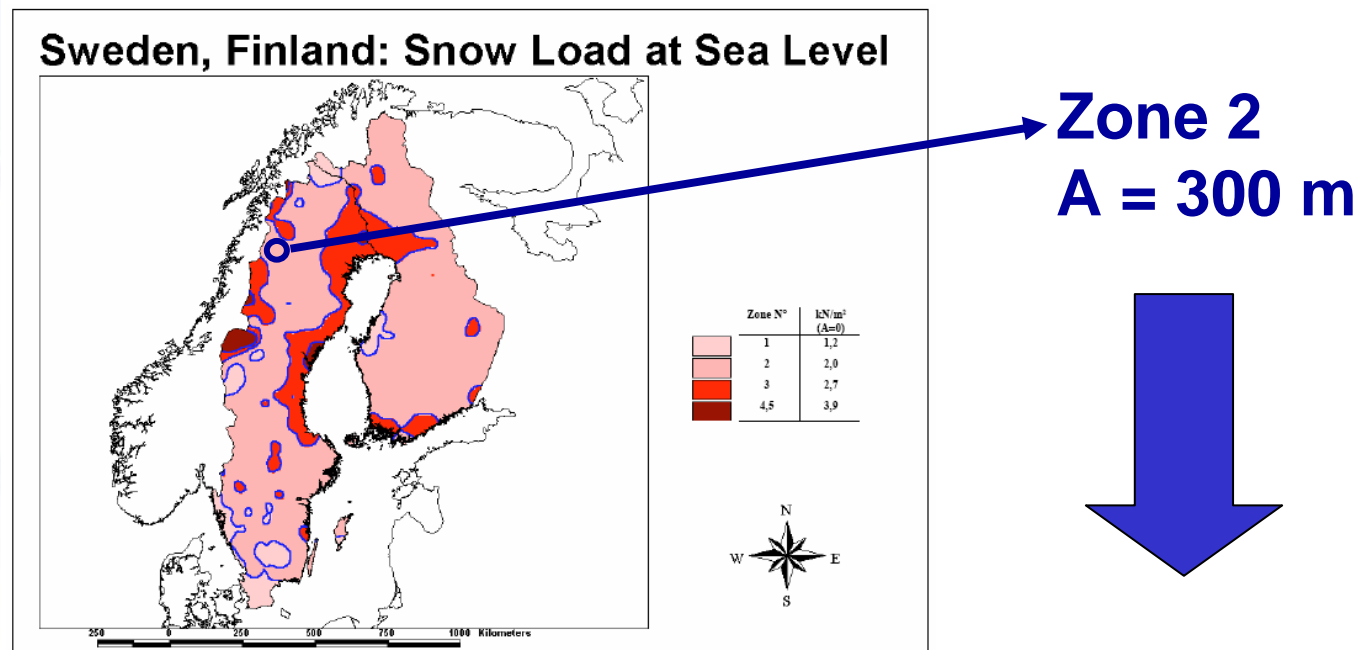 Sweden, Finland: Snow Load at Sea Level
Zone 2
A = 300 m
Zone N° kN/m²
(A=0)
1 1,2
2 2,0
3 2,7
4,5 3,9
N
W E
S
250 0 250 500 750 1000 Kilometers